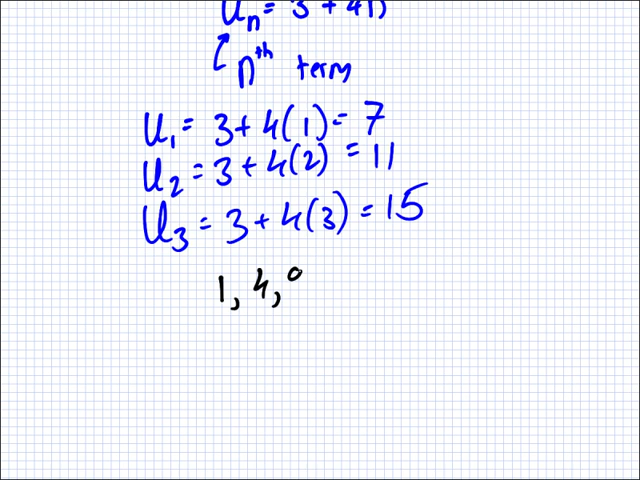 Uₙ = 3 + 4n
nᵗʰ term
U₁ = 3 + 4(1) = 7
U₂ = 3 + 4(2) = 11
U₃ = 3 + 4(3) = 15
1, 4,